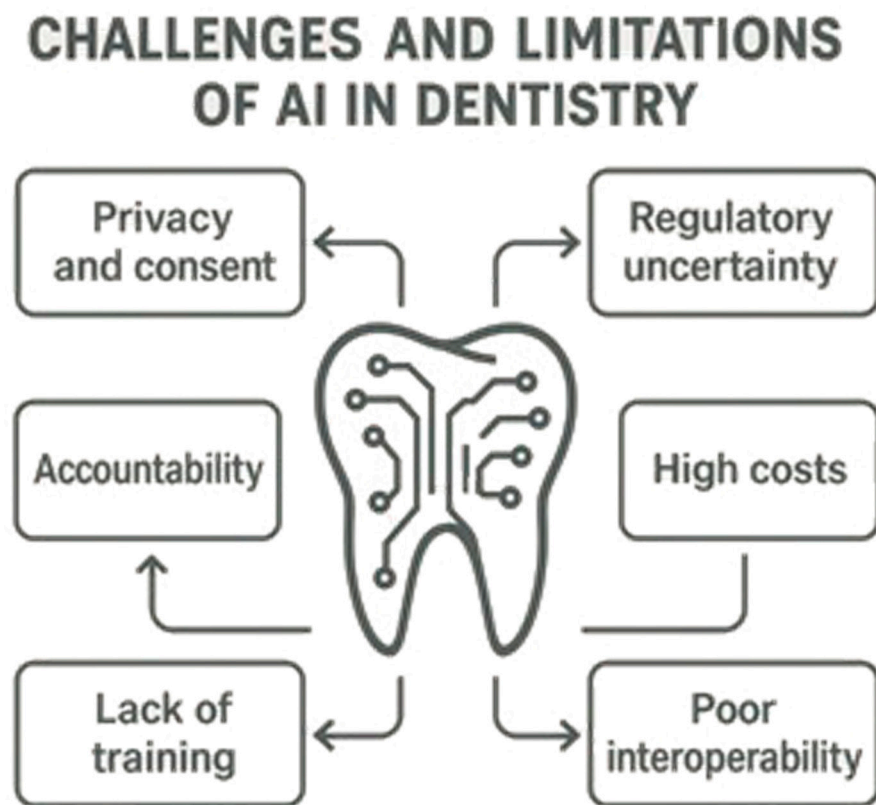 CHALLENGES AND LIMITATIONS
OF AI IN DENTISTRY
Privacy
and consent
Regulatory
uncertainty
Accountability
High costs
Lack of
training
Poor
interoperability